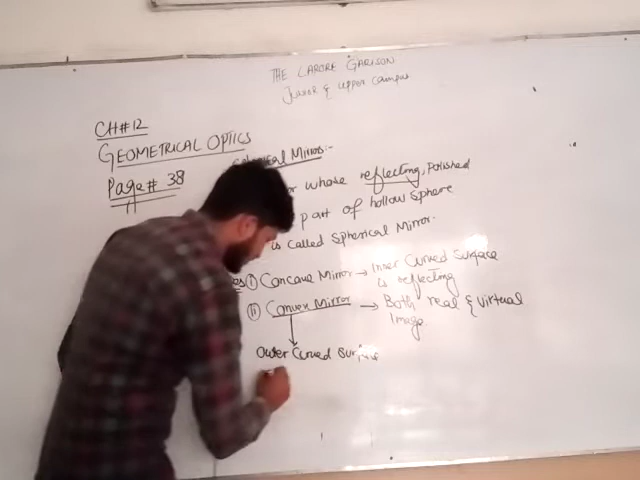 THE LAHORE GARISON
Junior & upper campus
CH#12
GEOMETRICAL OPTICS
Page# 38
Mirrors:-
whose reflecting, Polished
part of hollow Sphere
is called Spherical Mirror.
(i) Concave Mirror → Inner Curved Surface
is reflecting
(ii) Convex Mirror → Both real & Virtual
Image
Outer Curved Surface